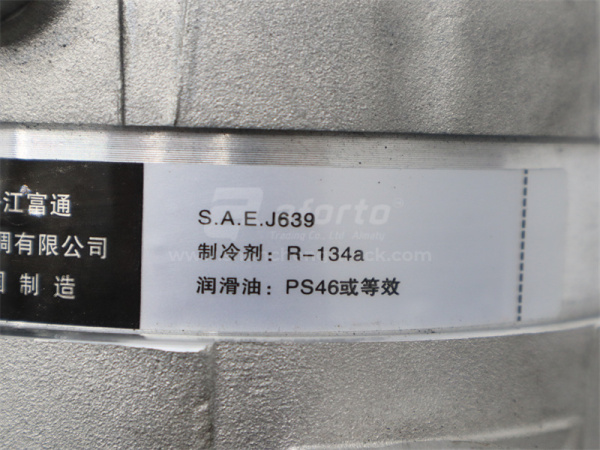 江富通
调有限公司
制造
S.A.E.J639
制冷剂：R-134a
润滑油：PS46或等效
aforto